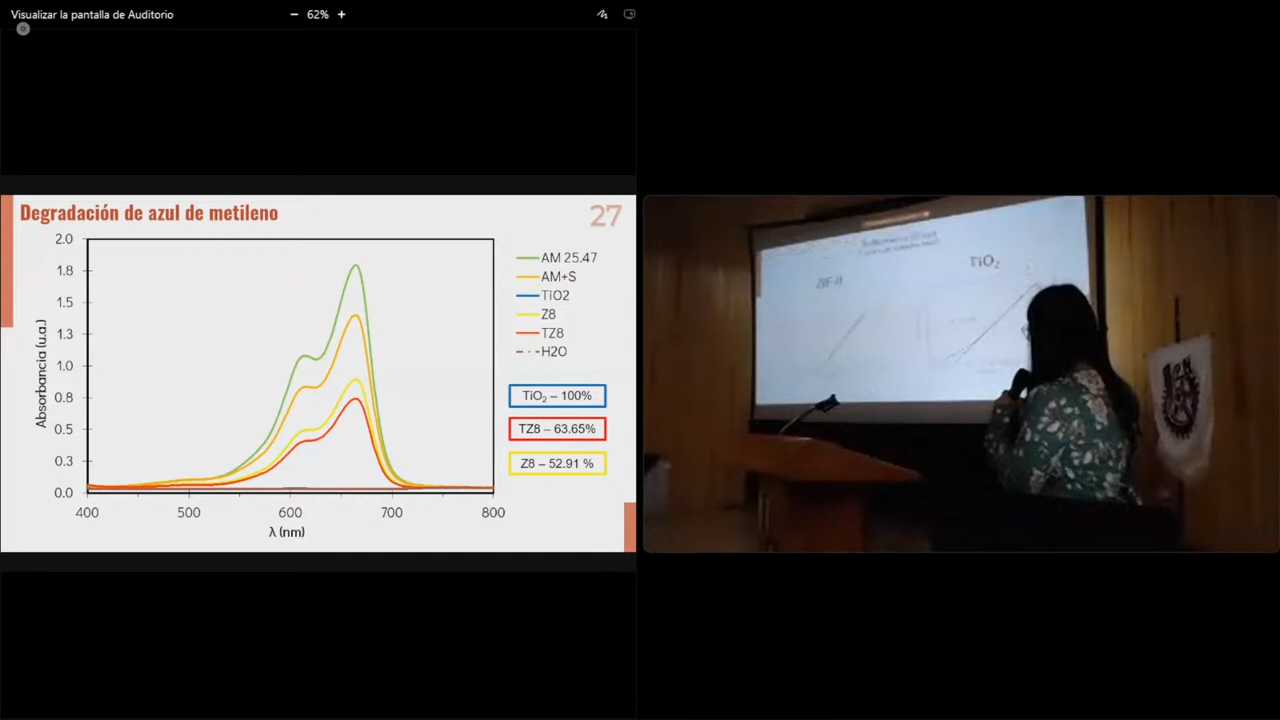 Visualizar la pantalla de Auditorio
− 62% +
Degradación de azul de metileno
27
2.0
1.8
1.5
1.3
1.0
0.8
0.5
0.3
0.0
Absorbancia (u.a.)
400 500 600 700 800
λ (nm)
AM 25.47
AM+S
TiO2
Z8
TZ8
H2O
TiO₂ – 100%
TZ8 – 63.65%
Z8 – 52.91 %
TiO₂